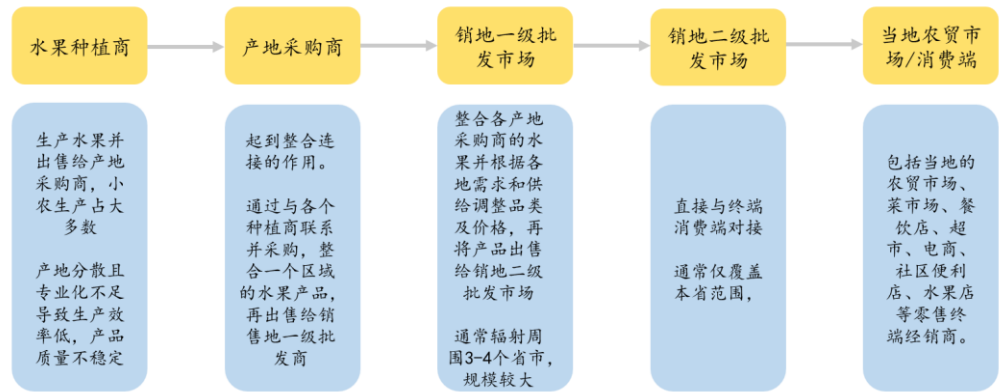 水果种植商
产地采购商
销地一级批
发市场
销地二级批
发市场
当地农贸市
场/消费端
生产水果并
出售给产地
采购商，小
农生产占大
多数
产地分散且
专业化不足
导致生产效
率低，产品
质量不稳定
起到整合连
接的作用。
通过与各个
种植商联系
并采购，整
合一个区域
的水果产品，
再出售给销
售地一级批
发商
整合各产地
采购商的水
果并根据各
地需求和供
给调整品类
及价格，再
将产品出售
给销地二级
批发市场
通常辐射周
围3-4个省市，
规模较大
直接与终端
消费端对接
通常仅覆盖
本省范围，
包括当地的
农贸市场、
菜市场、餐
饮店、超
市、电商、
社区便利
店、水果店
等零售终
端经销商。